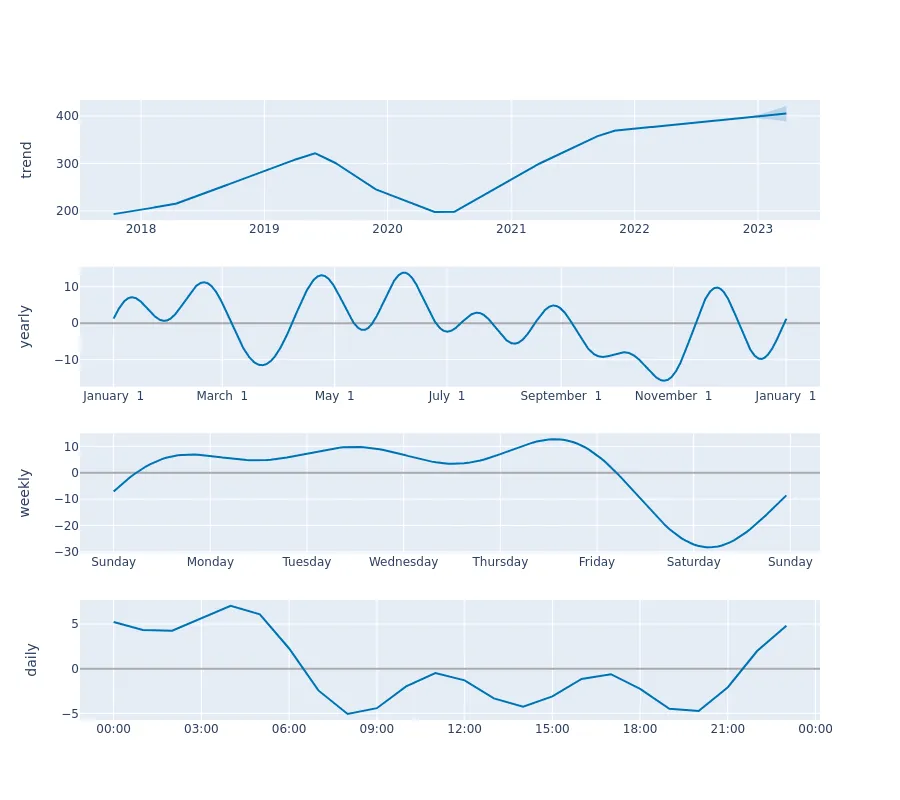 trend
400
300
200
2018 2019 2020 2021 2022 2023
yearly
10
0
−10
January 1 March 1 May 1 July 1 September 1 November 1 January 1
weekly
10
0
−10
−20
−30
Sunday Monday Tuesday Wednesday Thursday Friday Saturday Sunday
daily
5
0
−5
00:00 03:00 06:00 09:00 12:00 15:00 18:00 21:00 00:00